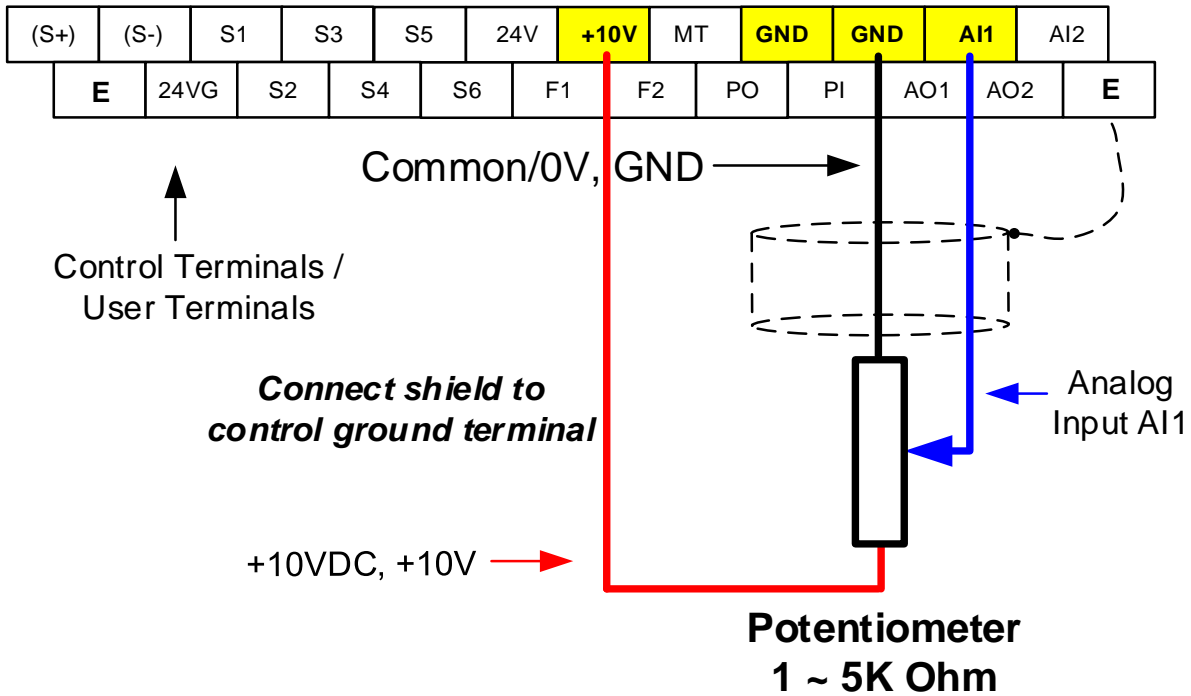 (S+) (S-) S1 S3 S5 24V +10V MT GND GND AI1 AI2
E 24VG S2 S4 S6 F1 F2 PO PI AO1 AO2 E
Common/0V, GND
Control Terminals /
User Terminals
Connect shield to
control ground terminal
Analog
Input AI1
+10VDC, +10V
Potentiometer
1 ~ 5K Ohm